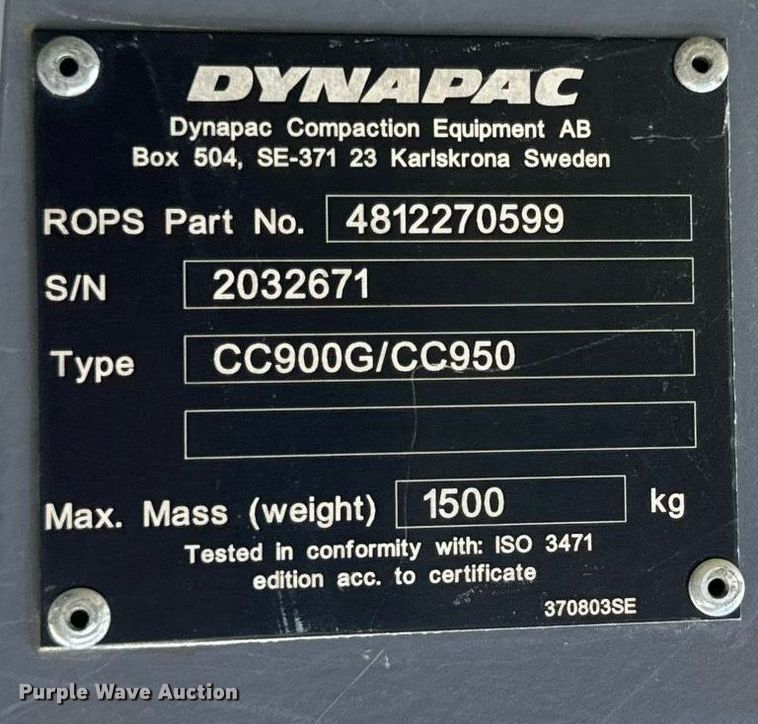 DYNAPAC
Dynapac Compaction Equipment AB
Box 504, SE-371 23 Karlskrona Sweden
ROPS Part No. 4812270599
S/N 2032671
Type CC900G/CC950
Max. Mass (weight) 1500 kg
Tested in conformity with: ISO 3471
edition acc. to certificate
370803SE
Purple Wave Auction